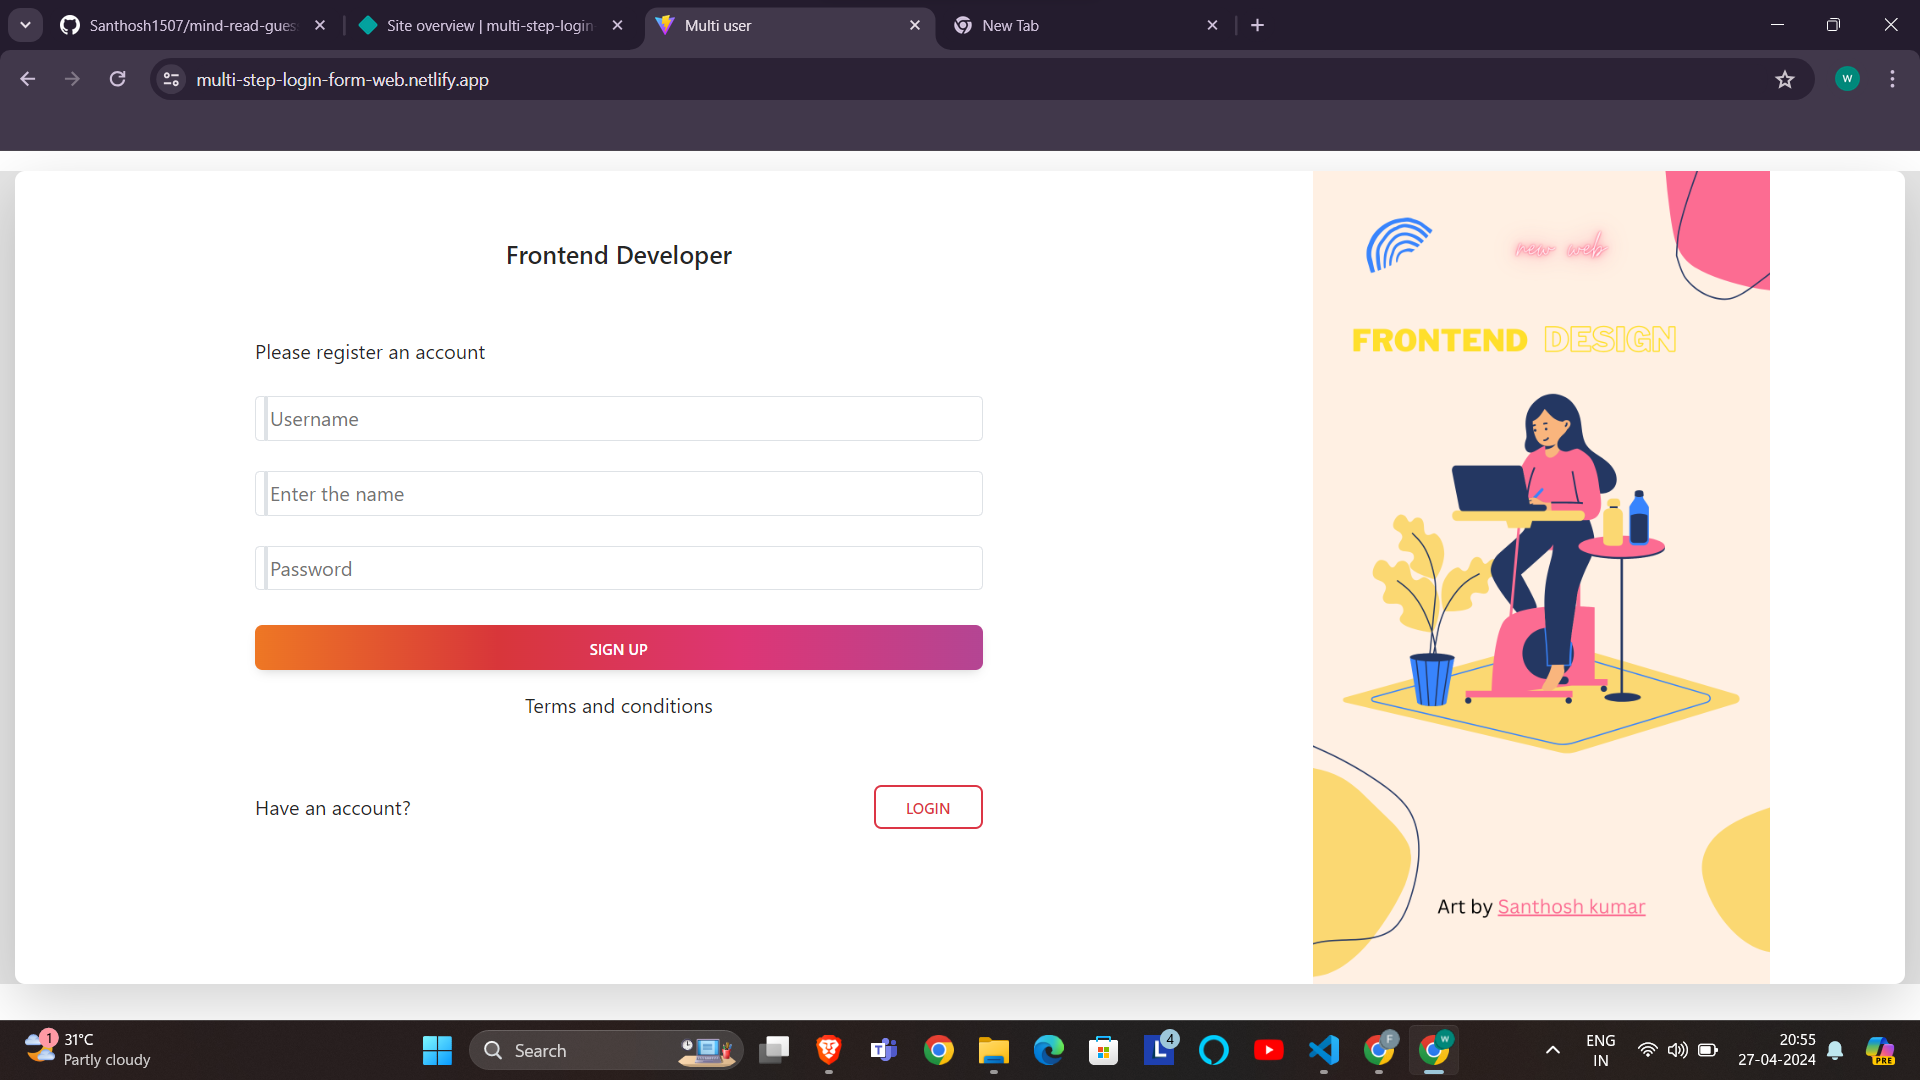 Santhosh1507/mind-read-gues
Site overview | multi-step-login
Multi user
New Tab
multi-step-login-form-web.netlify.app
W
new web
Frontend Developer
FRONTEND DESIGN
Please register an account
Username
Enter the name
Password
SIGN UP
Terms and conditions
Have an account?
LOGIN
Art by Santhosh kumar
1
31°C
Partly cloudy
Search
T
L
4
F
W
ENG
IN
20:55
27-04-2024
PRE